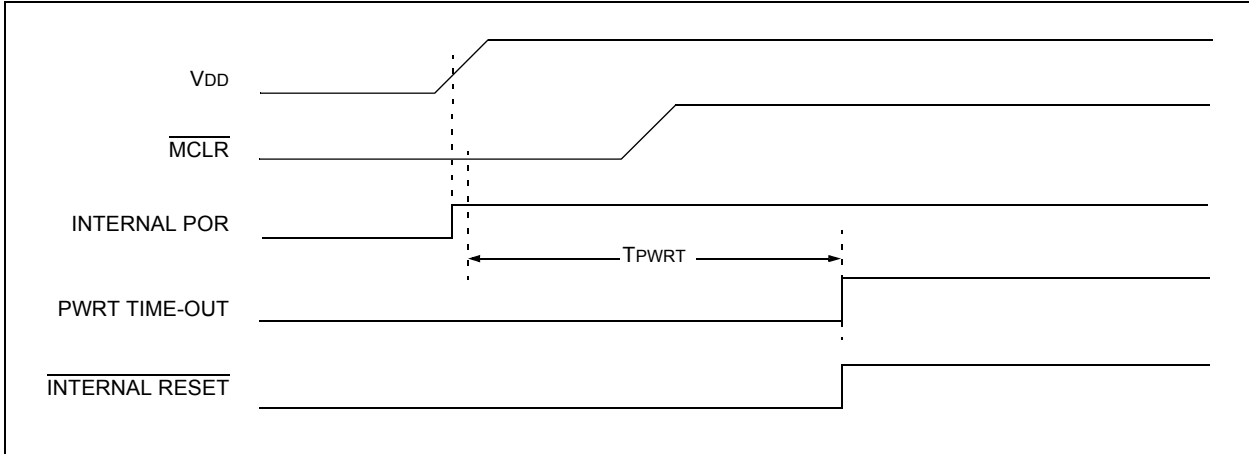 VDD
MCLR
INTERNAL POR
TPWRT
PWRT TIME-OUT
INTERNAL RESET